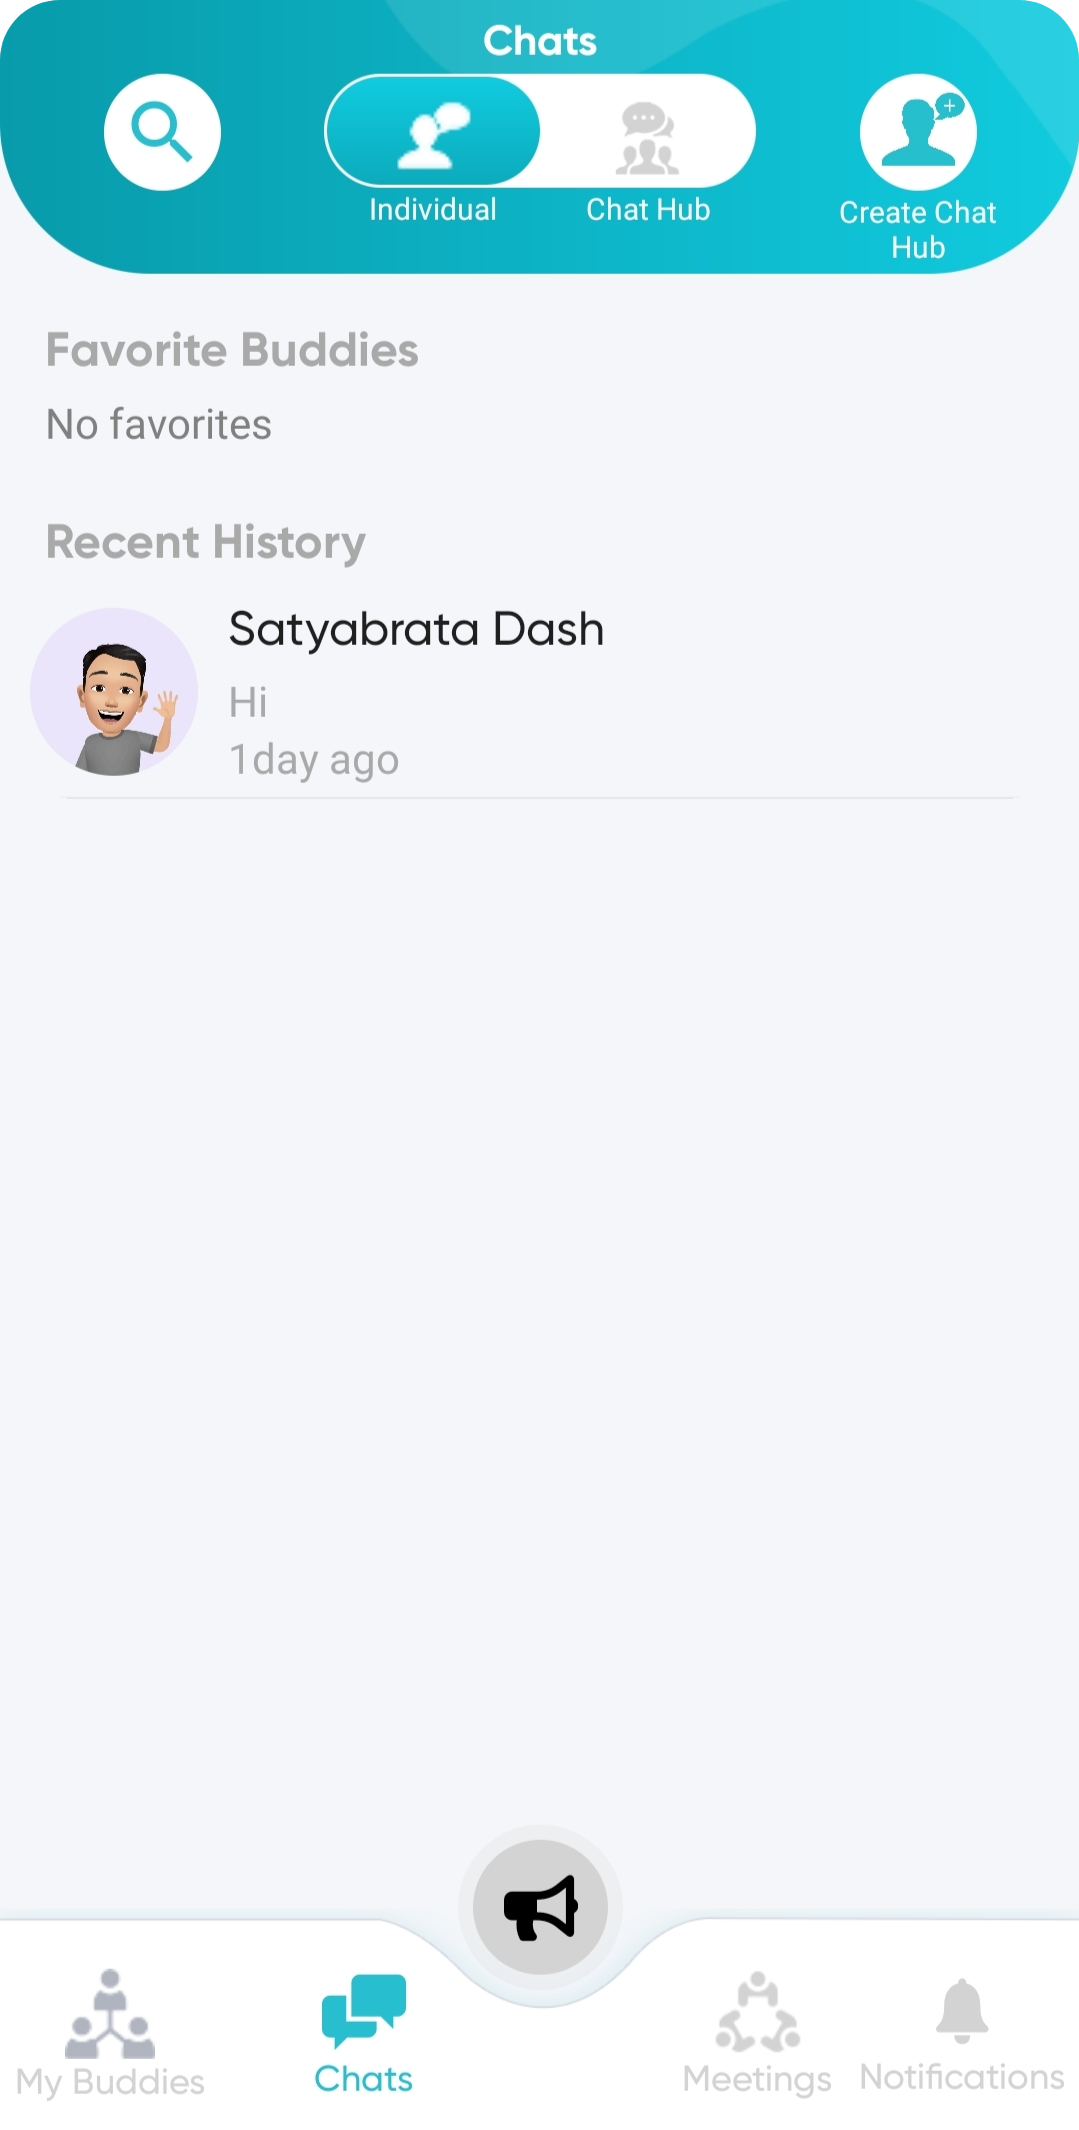 Chats
Individual
Chat Hub
Create Chat
Hub
Favorite Buddies
No favorites
Recent History
Satyabrata Dash
Hi
1day ago
My Buddies
Chats
Meetings
Notifications